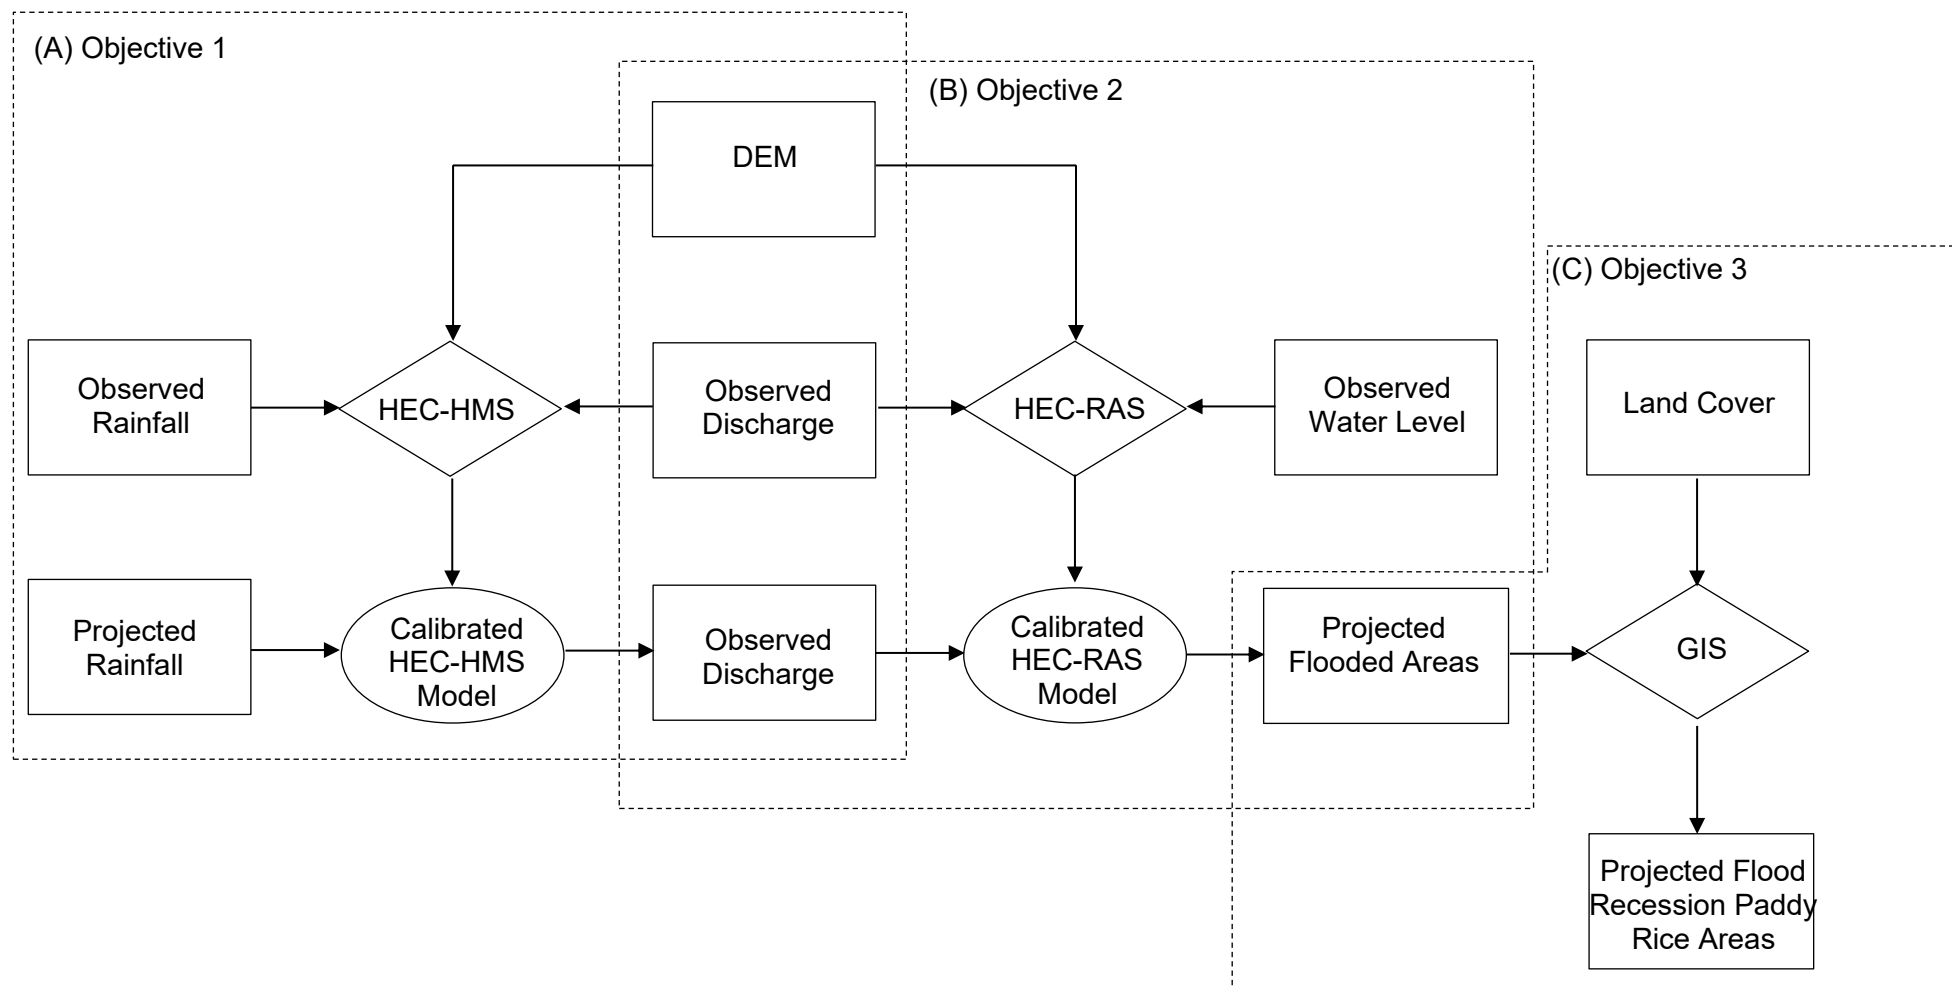 (A) Objective 1
(B) Objective 2
DEM
(C) Objective 3
Observed
Rainfall
HEC-HMS
Observed
Discharge
HEC-RAS
Observed
Water Level
Land Cover
Projected
Rainfall
Calibrated
HEC-HMS
Model
Observed
Discharge
Calibrated
HEC-RAS
Model
Projected
Flooded Areas
GIS
Projected Flood
Recession Paddy
Rice Areas